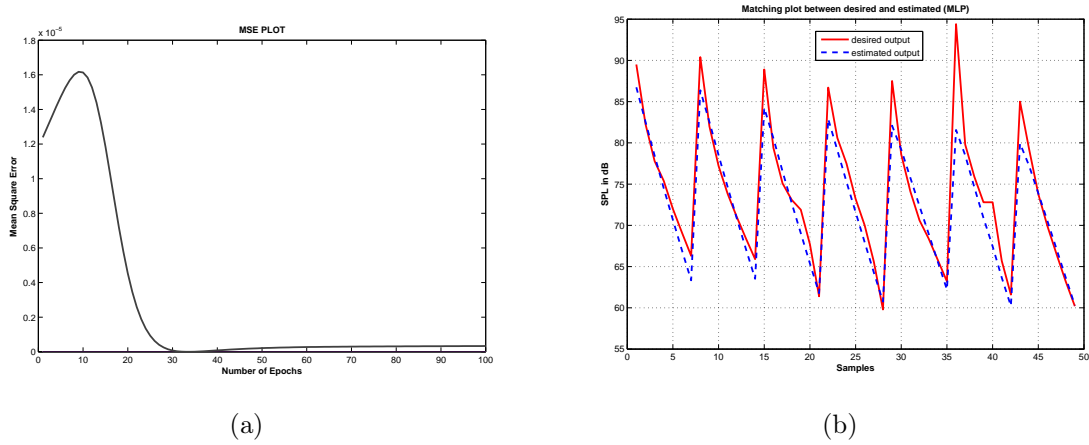 MSE PLOT
x 10⁻⁵
1.8
1.6
1.4
1.2
1
0.8
0.6
0.4
0.2
0
Mean Square Error
0 10 20 30 40 50 60 70 80 90 100
Number of Epochs
(a)
Matching plot between desired and estimated (MLP)
desired output
estimated output
95
90
85
80
75
70
65
60
55
SPL in dB
0 5 10 15 20 25 30 35 40 45 50
Samples
(b)